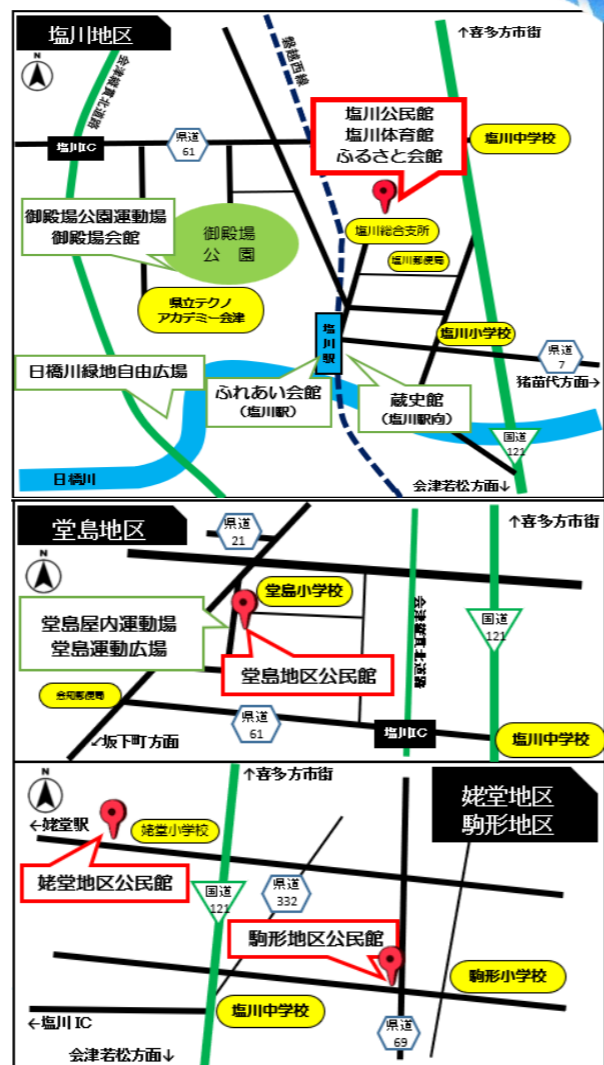 塩川地区
N
会津縦貫北道路
磐越西線
↑喜多方市街
塩川IC
県道
61
塩川公民館
塩川体育館
ふるさと会館
塩川中学校
御殿場公園運動場
御殿場会館
御殿場
公園
塩川総合支所
塩川郵便局
県立テクノ
アカデミー会津
塩川駅
塩川小学校
県道
7
猪苗代方面→
日橋川緑地自由広場
ふれあい会館
（塩川駅）
蔵史館
（塩川駅向）
国道
121
日橋川
会津若松方面↓
堂島地区
N
県道
21
↑喜多方市街
堂島小学校
堂島屋内運動場
堂島運動広場
会津縦貫北道路
国道
121
堂島地区公民館
県道
61
塩川IC
塩川中学校
↙坂下町方面
N
↑喜多方市街
姥堂地区
駒形地区
←姥堂駅
姥堂小学校
姥堂地区公民館
国道
121
県道
332
駒形地区公民館
駒形小学校
塩川中学校
←塩川IC
県道
69
会津若松方面↓